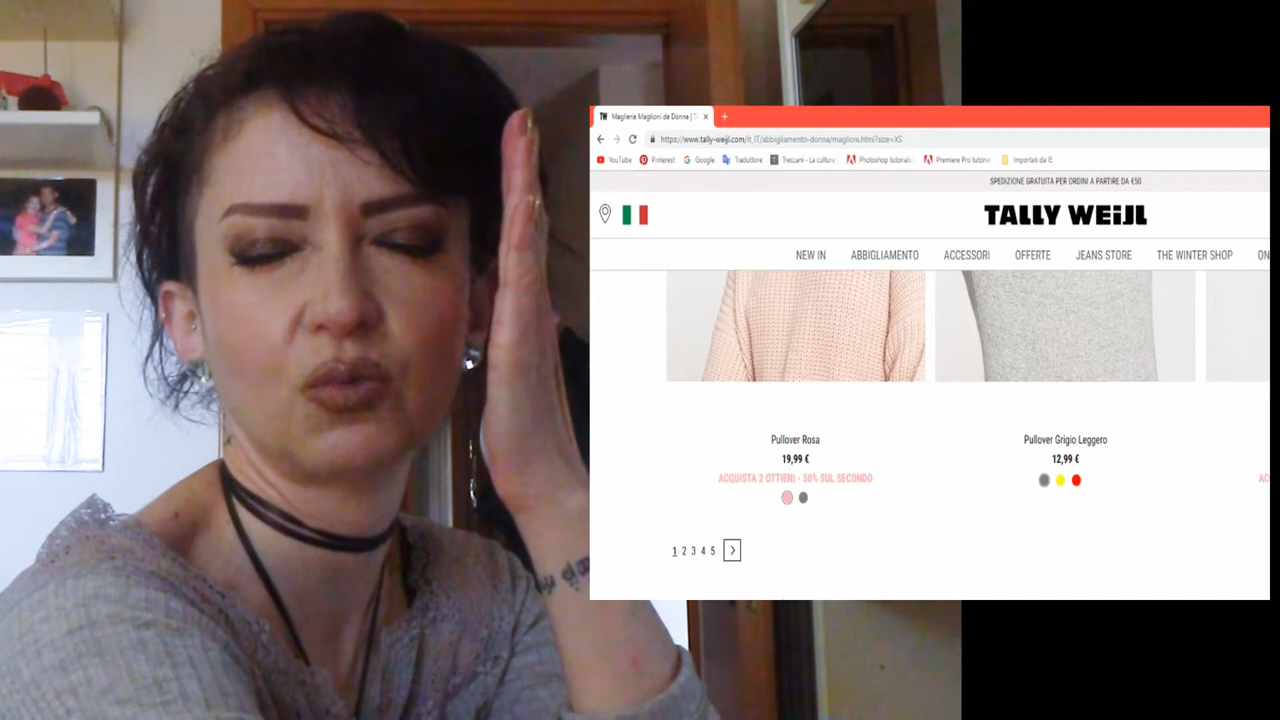 TW Maglieria Maglioni da Donna | T
https://www.tally-weijl.com/it_IT/abbigliamento-donna/maglioni.html?size=XS
YouTube Pinterest Google Traduttore Treccani - La cultura Photoshop tutorials Premiere Pro tutorial Importati da IE
SPEDIZIONE GRATUITA PER ORDINI A PARTIRE DA €50
TALLY WEiJL
NEW IN ABBIGLIAMENTO ACCESSORI OFFERTE JEANS STORE THE WINTER SHOP ON
Pullover Rosa
19,99 €
ACQUISTA 2 OTTIENI - 50% SUL SECONDO
Pullover Grigio Leggero
12,99 €
AC
1 2 3 4 5